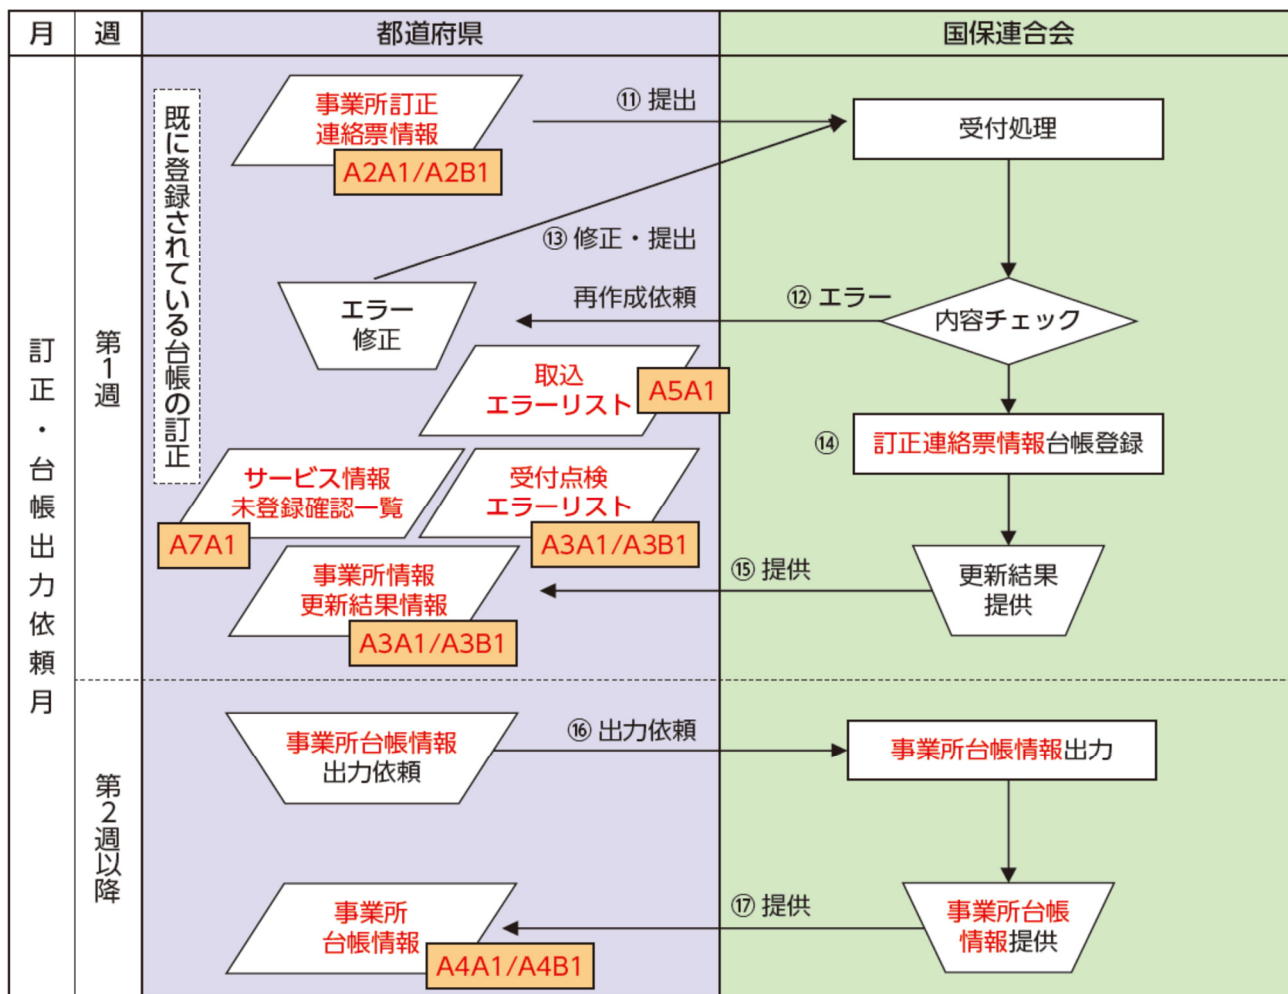 月 週 都道府県 国保連合会
訂正・台帳出力依頼月
第1週
既に登録されている台帳の訂正
事業所訂正
連絡票情報
A2A1/A2B1
⑪ 提出
受付処理
⑬ 修正・提出
エラー
修正
再作成依頼
⑫ エラー
内容チェック
取込
エラーリスト
A5A1
⑭
訂正連絡票情報台帳登録
サービス情報
未登録確認一覧
A7A1
受付点検
エラーリスト
A3A1/A3B1
事業所情報
更新結果情報
A3A1/A3B1
⑮ 提供
更新結果
提供
第2週以降
事業所台帳情報
出力依頼
⑯ 出力依頼
事業所台帳情報出力
事業所
台帳情報
A4A1/A4B1
⑰ 提供
事業所台帳
情報提供